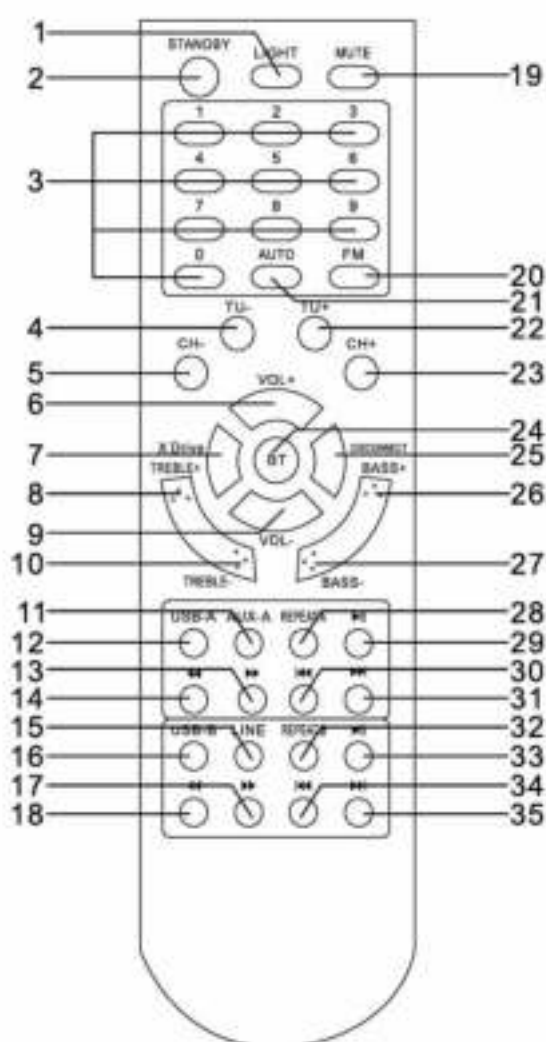 1
STANDBY LIGHT MUTE
2 19
1 2 3
4 5 6
3
7 8 9
0 AUTO FM
20
21
TU- TU+
4 22
CH- CH+
5 23
VOL+
6
24
A Drive BT DISCONNECT
7 25
TREBLE+ BASS+
8 26
9
VOL-
10 27
TREBLE- BASS-
11 28
USB-A AUX-A REPEATA
12 29
13 30
14 31
15 32
USB-B LINE REPEATB
16 33
17 34
18 35